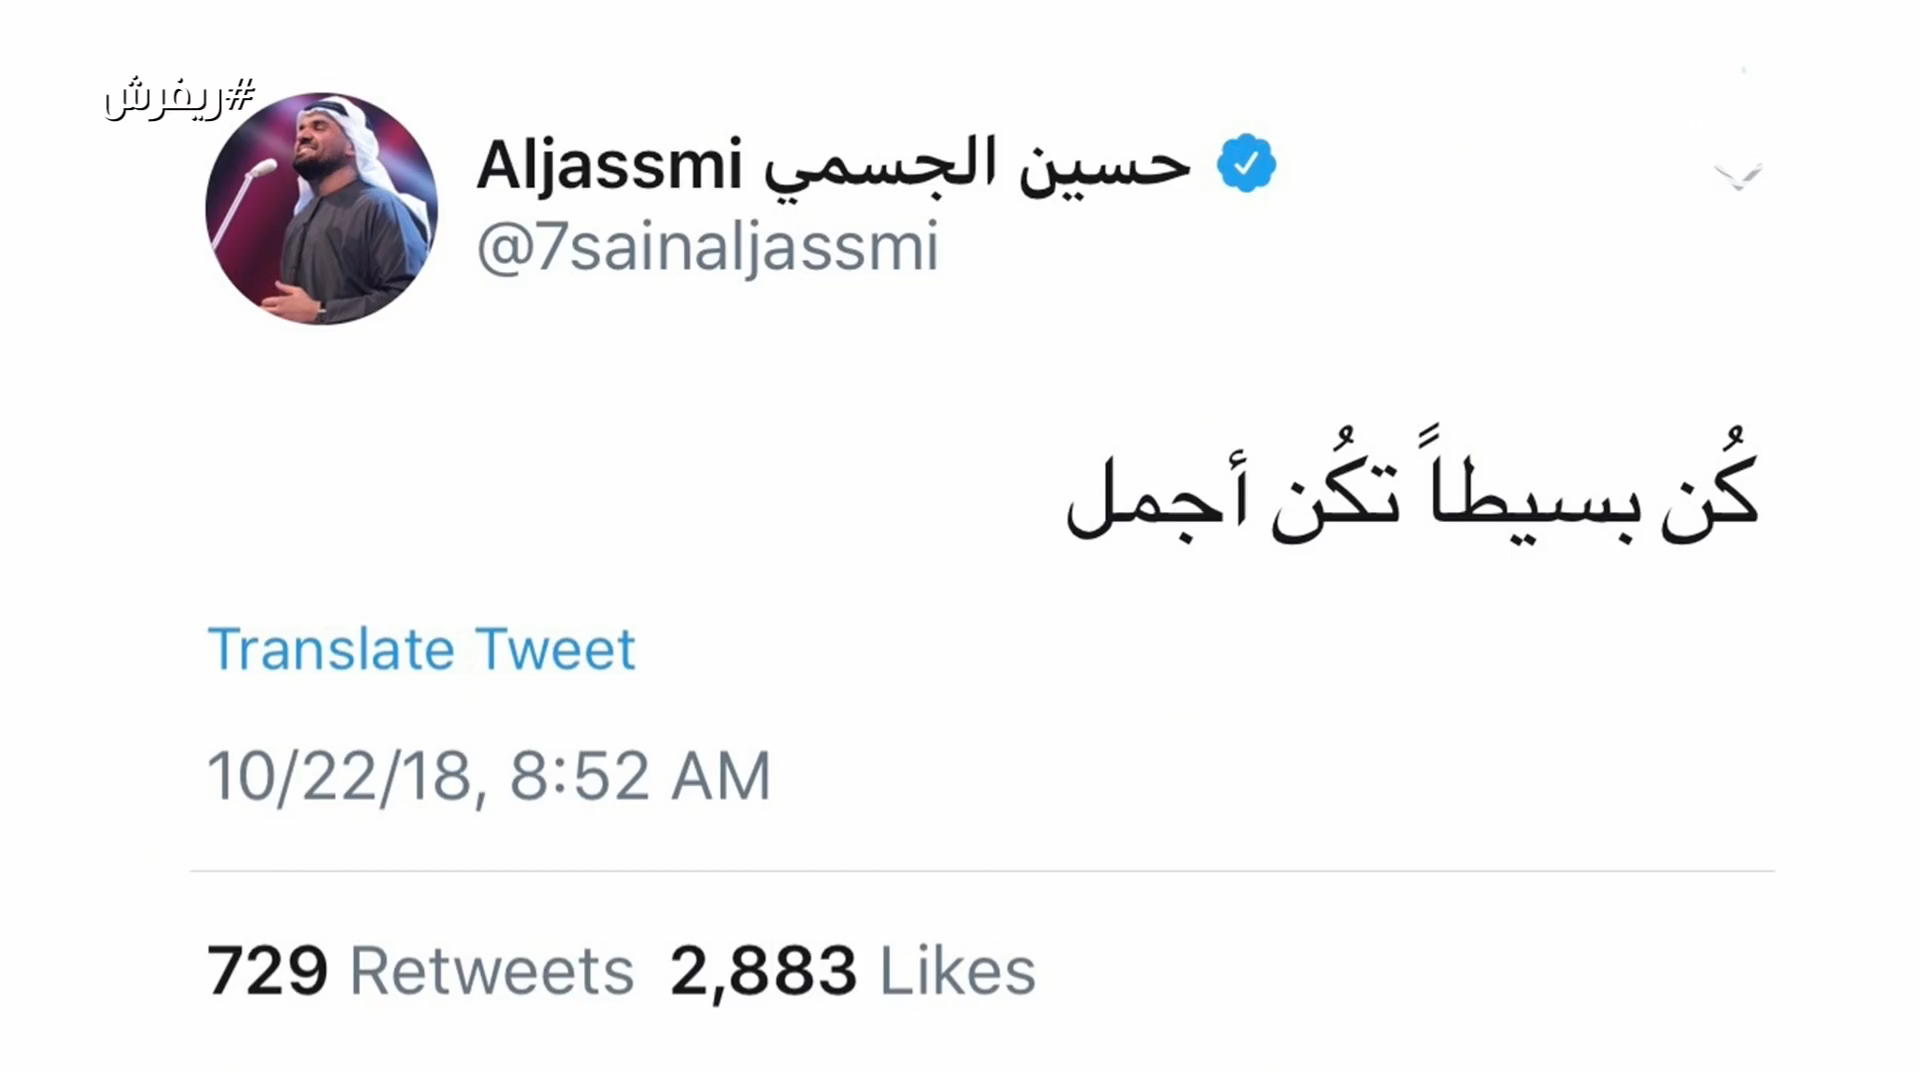 #ريفرش
حسين الجسمي Aljassmi
@7sainaljassmi
كُن بسيطاً تكُن أجمل
Translate Tweet
10/22/18, 8:52 AM
729 Retweets 2,883 Likes